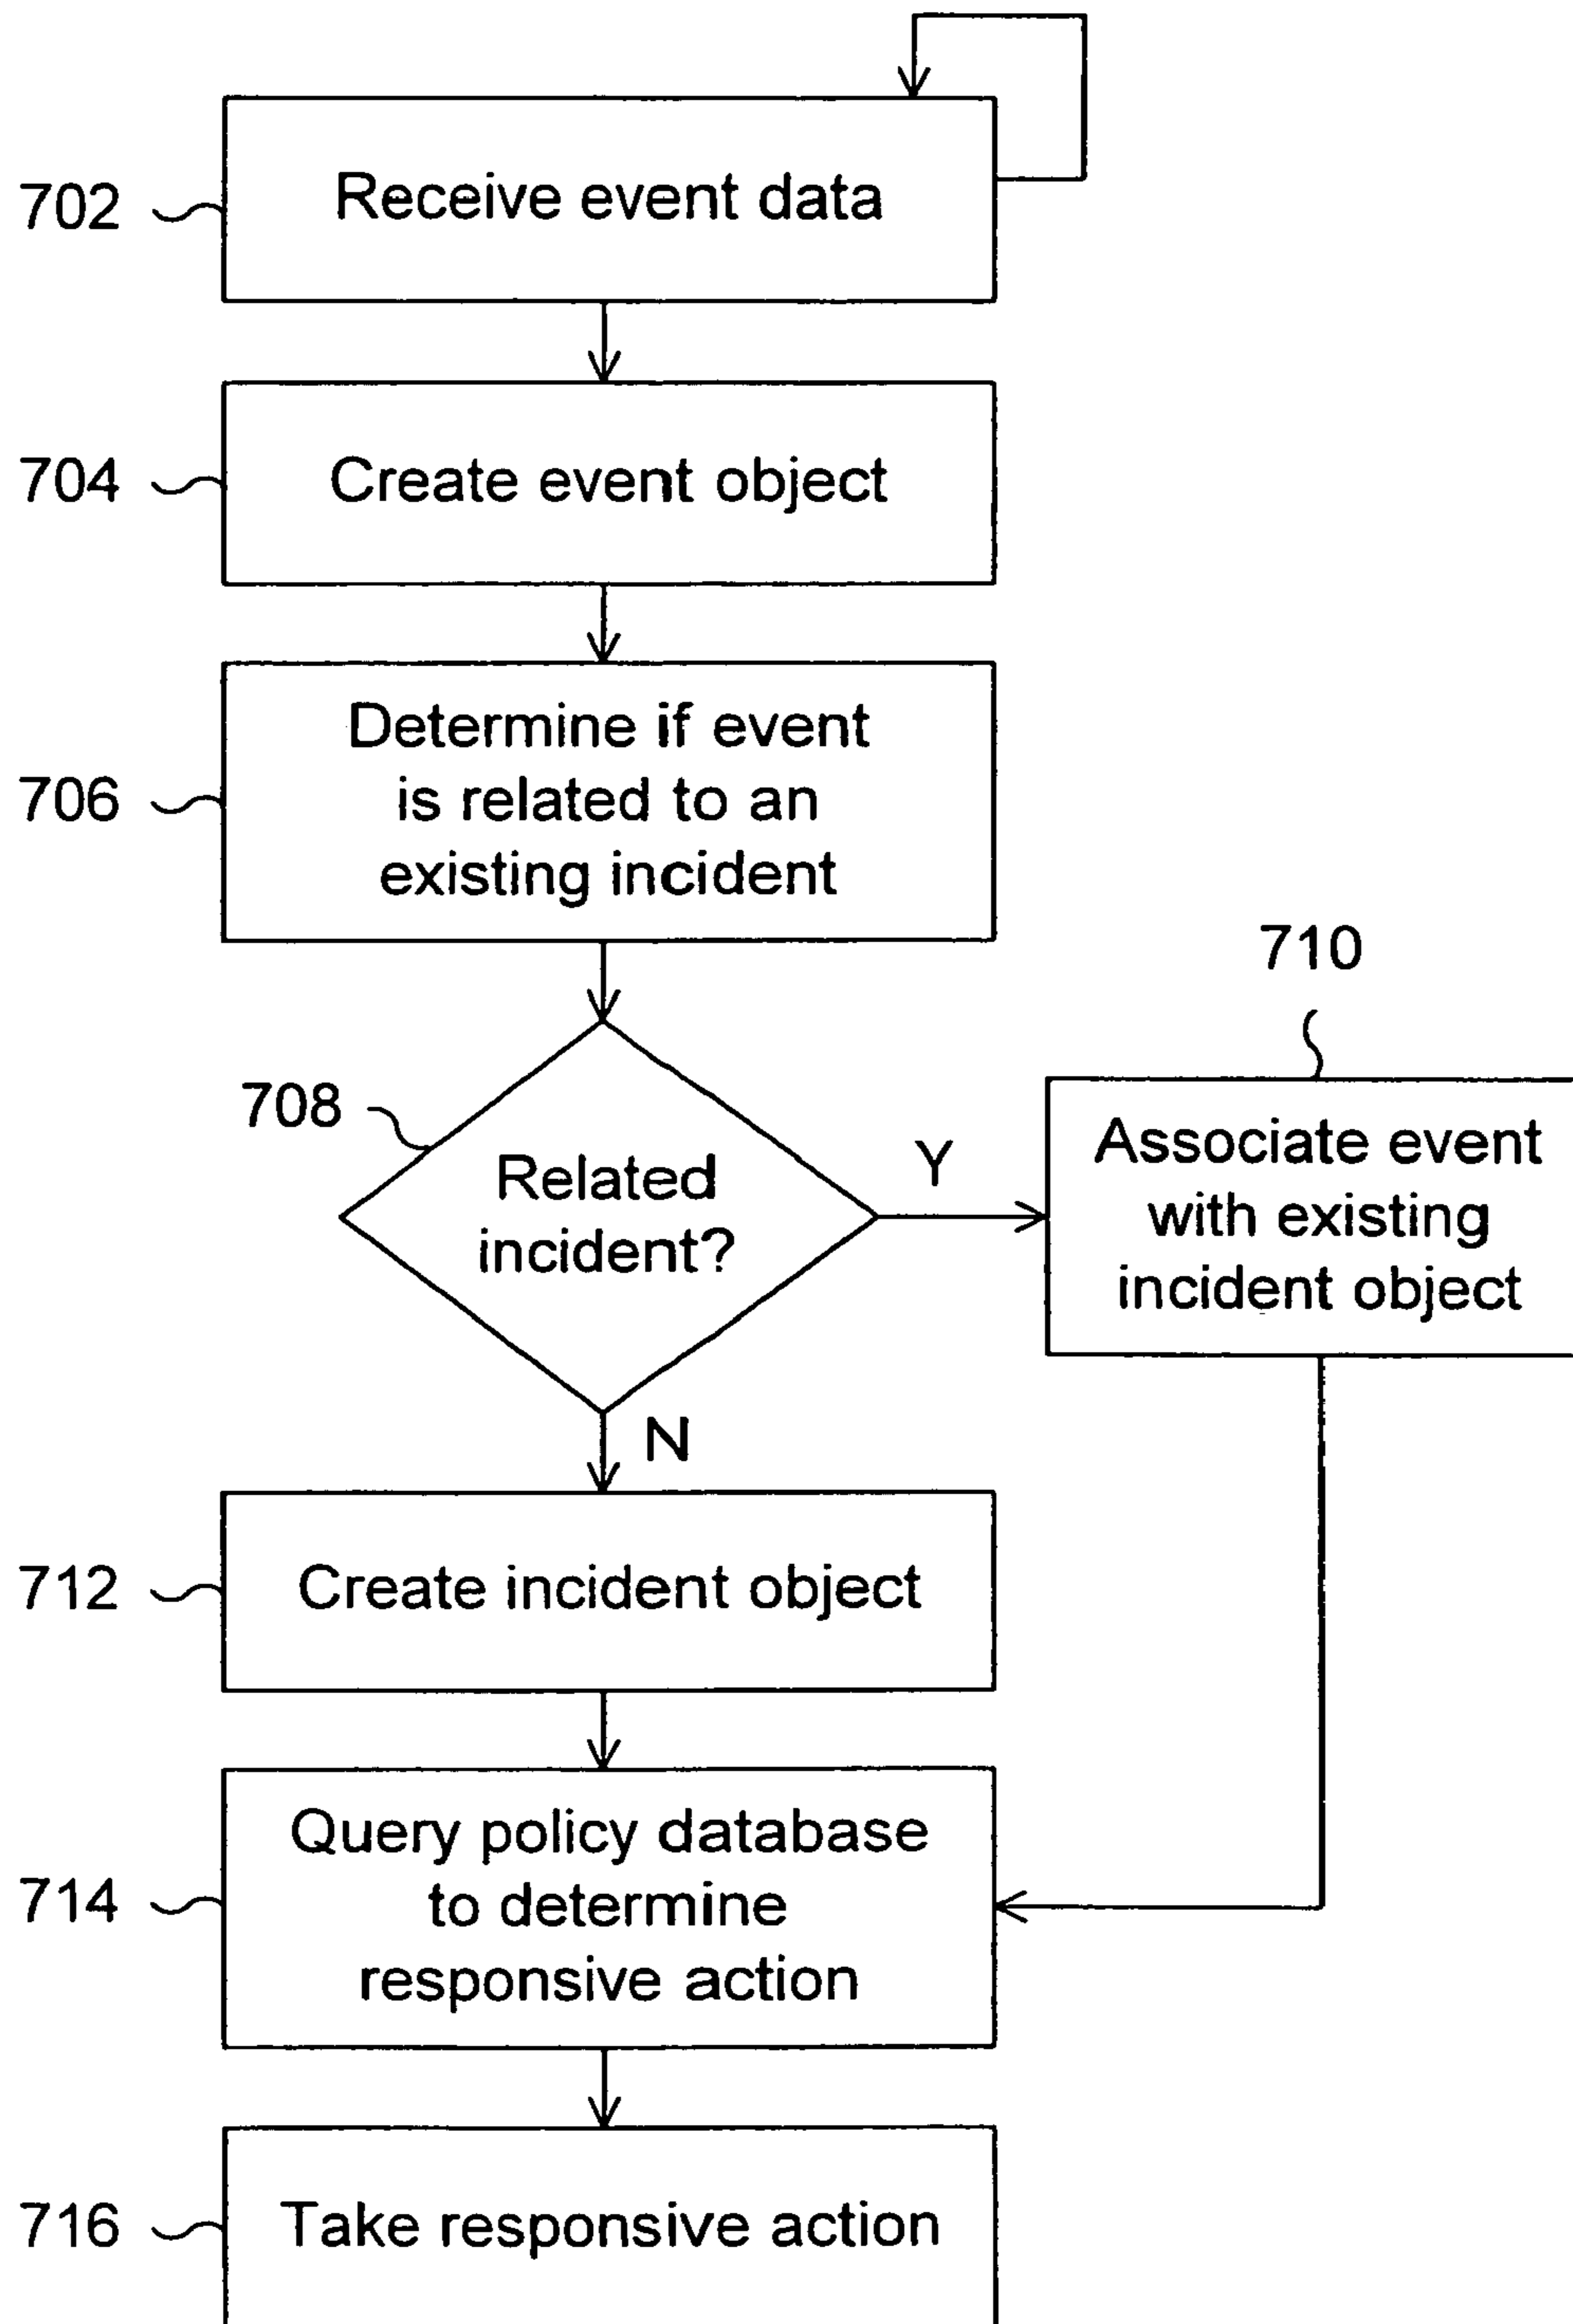 702
Receive event data
704
Create event object
706
Determine if event
is related to an
existing incident
708
Related
incident?
Y
N
710
Associate event
with existing
incident object
712
Create incident object
714
Query policy database
to determine
responsive action
716
Take responsive action